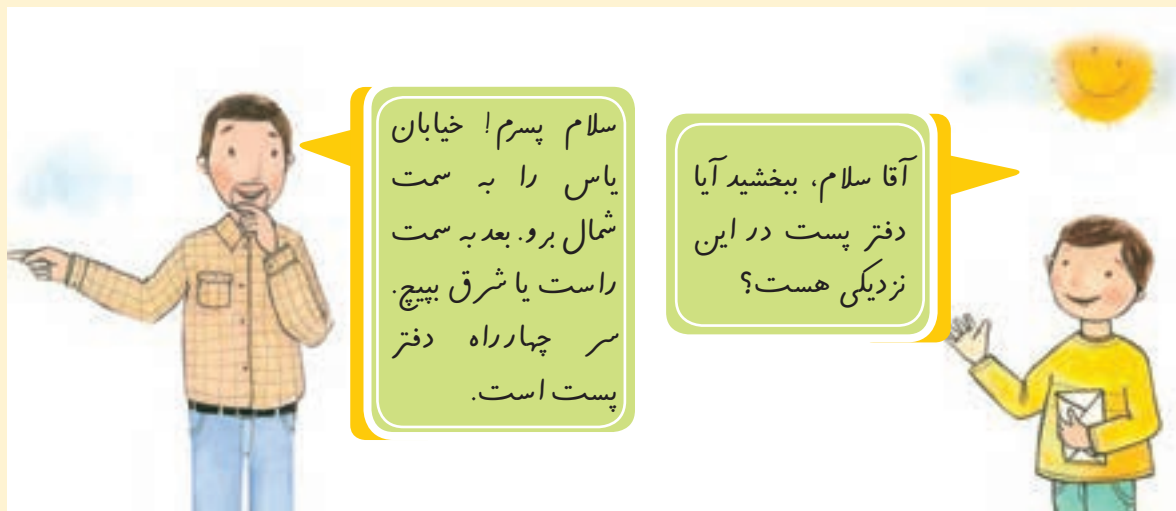 آقا سلام، ببخشید آیا
دفتر پست در این
نزدیکی هست؟
سلام پسرم! خیابان
یاس را به سمت
شمال برو. بعد به سمت
راست یا شرق بپیچ.
سر چهارراه دفتر
پست است.